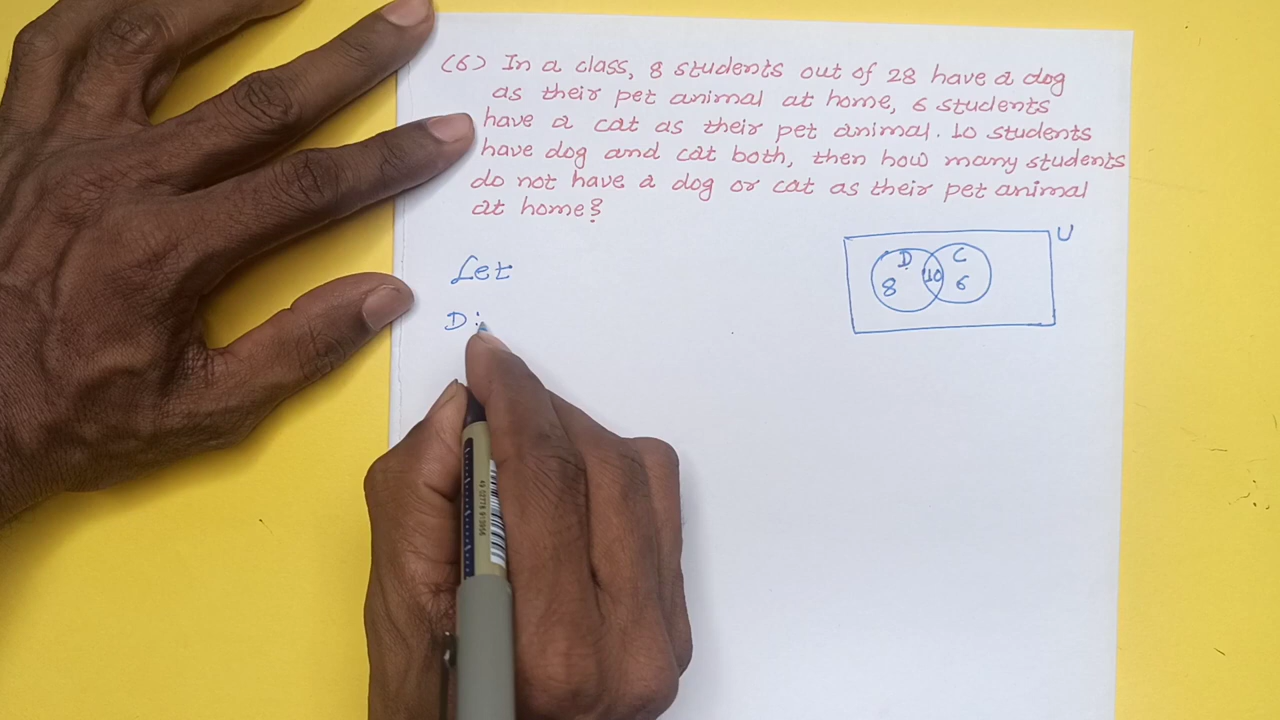 (6) In a class, 8 students out of 28 have a dog
as their pet animal at home, 6 students
have a cat as their pet animal. 10 students
have dog and cat both, then how many students
do not have a dog or cat as their pet animal
at home?
U
D C
8 10 6
Let
D: